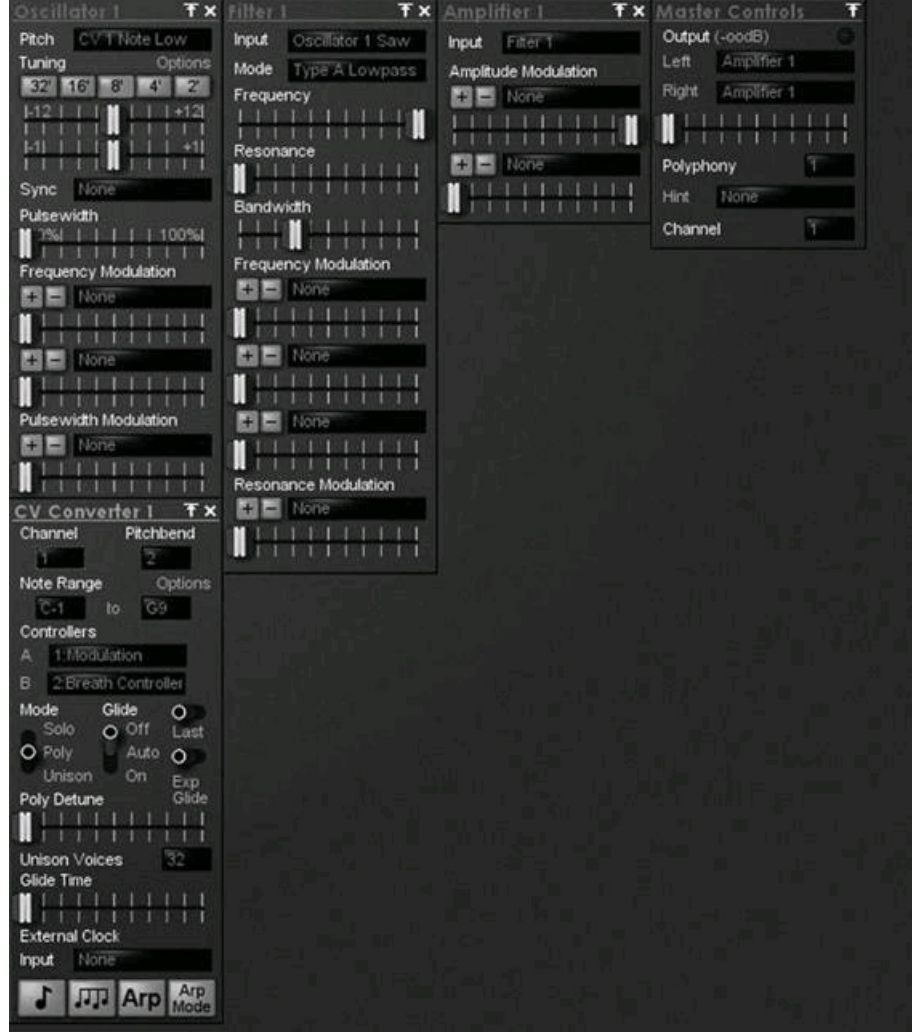 Oscillator 1
Pitch CV 1 Note Low
Tuning Options
32' 16' 8' 4' 2'
-12 +12
-1 +1
Sync None
Pulsewidth
0% 100%
Frequency Modulation
+ - None
+ - None
Pulsewidth Modulation
+ - None
CV Converter 1
Channel Pitchbend
1 2
Note Range Options
C-1 to G9
Controllers
A 1:Modulation
B 2:Breath Controller
Mode Glide
Solo Off Last
Poly Auto
Unison On Exp Glide
Poly Detune
Unison Voices 32
Glide Time
External Clock
Input None
Arp Arp Mode
Filter 1
Input Oscillator 1 Saw
Mode Type A Lowpass
Frequency
Resonance
Bandwidth
Frequency Modulation
+ - None
+ - None
+ - None
Resonance Modulation
+ - None
Amplifier 1
Input Filter 1
Amplitude Modulation
+ - None
+ - None
Master Controls
Output (-oodB)
Left Amplifier 1
Right Amplifier 1
Polyphony 1
Hint None
Channel 1